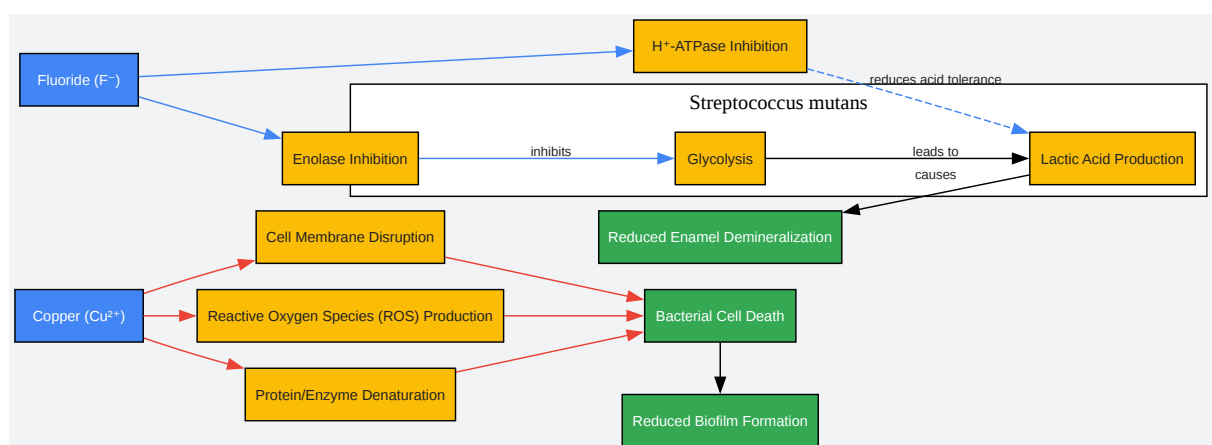 H⁺-ATPase Inhibition
Fluoride (F⁻)
reduces acid tolerance
Streptococcus mutans
Enolase Inhibition
inhibits
Glycolysis
leads to
Lactic Acid Production
causes
Cell Membrane Disruption
Reduced Enamel Demineralization
Copper (Cu²⁺)
Reactive Oxygen Species (ROS) Production
Bacterial Cell Death
Protein/Enzyme Denaturation
Reduced Biofilm Formation